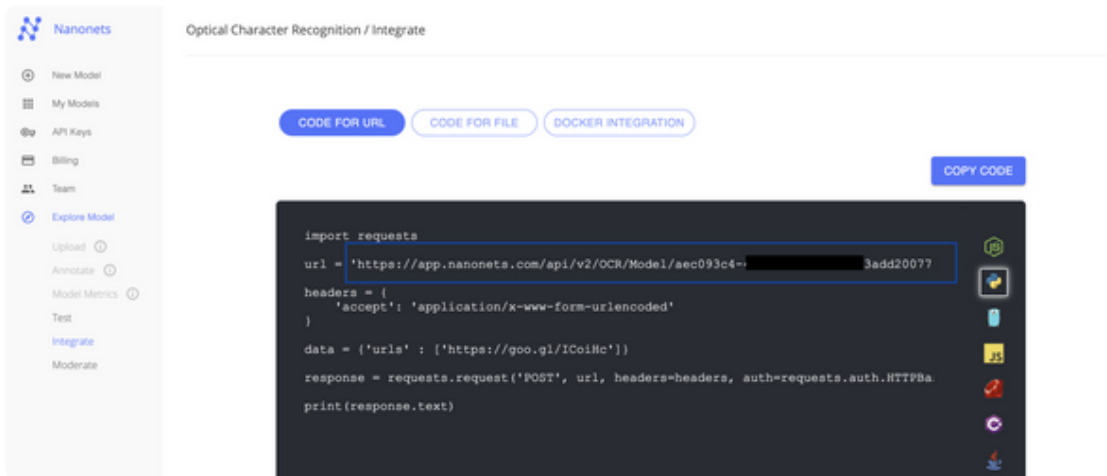 Nanonets
Optical Character Recognition / Integrate
New Model
My Models
API Keys
Billing
Team
Explore Model
Upload
Annotate
Model Metrics
Test
Integrate
Moderate
CODE FOR URL
CODE FOR FILE
DOCKER INTEGRATION
COPY CODE
import requests
url = 'https://app.nanonets.com/api/v2/OCR/Model/aec093c4- 3add20077
headers = {
'accept': 'application/x-www-form-urlencoded'
}
data = {'urls' : ['https://goo.gl/ICoiHc']}
response = requests.request('POST', url, headers=headers, auth=requests.auth.HTTPBa
print(response.text)
JS
JS
C